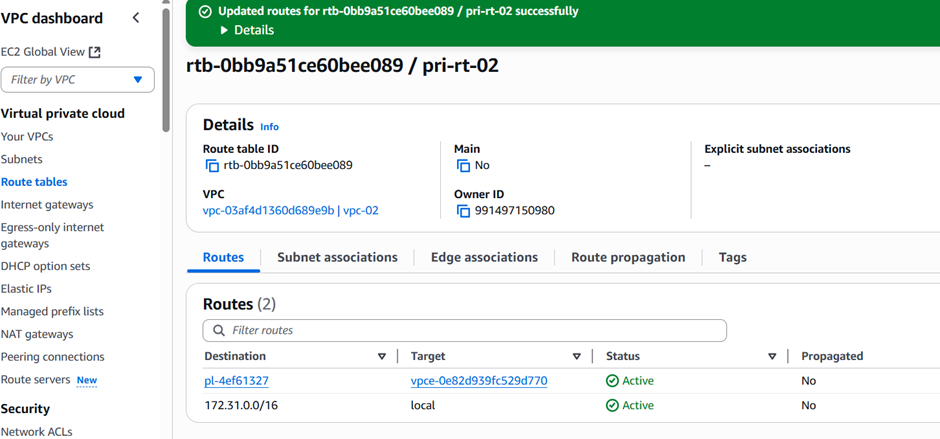 VPC dashboard
EC2 Global View
Filter by VPC
Virtual private cloud
Your VPCs
Subnets
Route tables
Internet gateways
Egress-only internet
gateways
DHCP option sets
Elastic IPs
Managed prefix lists
NAT gateways
Peering connections
Route servers New
Security
Network ACLs
Updated routes for rtb-0bb9a51ce60bee089 / pri-rt-02 successfully
Details
rtb-0bb9a51ce60bee089 / pri-rt-02
Details Info
Route table ID
rtb-0bb9a51ce60bee089
Main
No
Explicit subnet associations
–
VPC
vpc-03af4d1360d689e9b | vpc-02
Owner ID
991497150980
Routes Subnet associations Edge associations Route propagation Tags
Routes (2)
Filter routes
Destination Target Status Propagated
pl-4ef61327 vpce-0e82d939fc529d770 Active No
172.31.0.0/16 local Active No